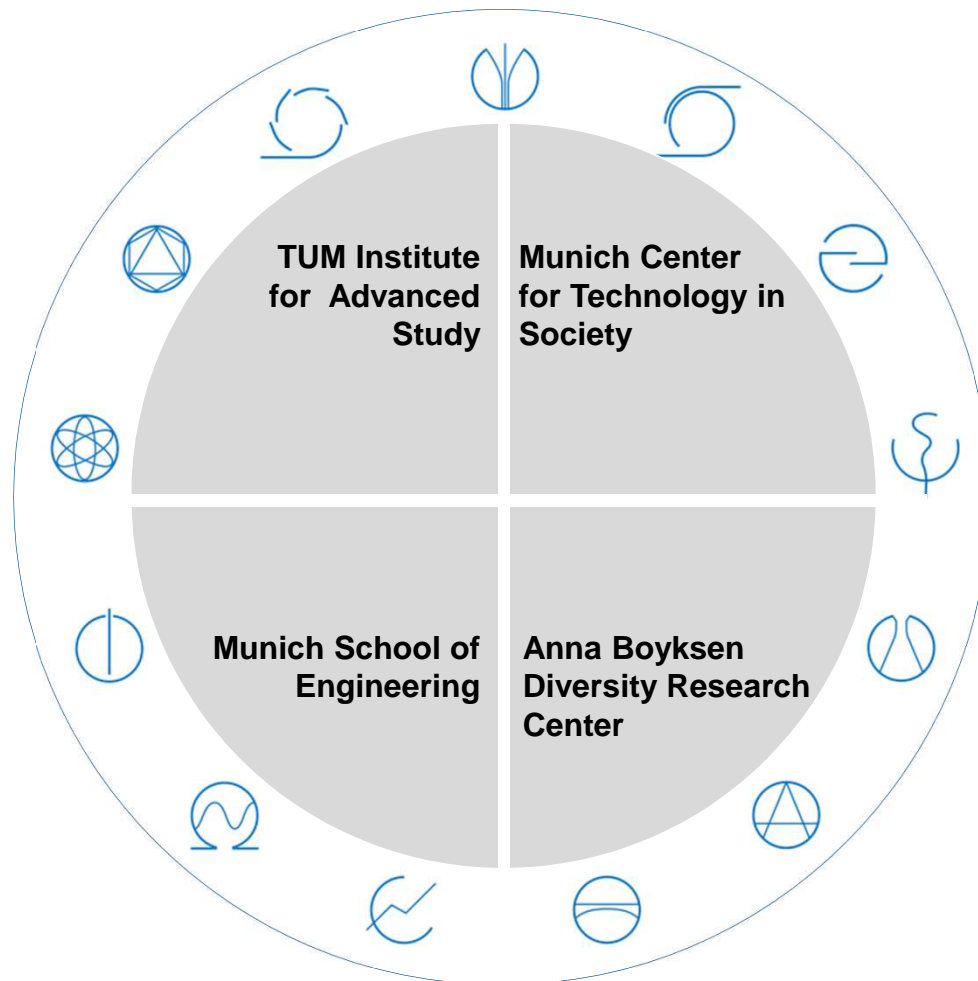 TUM Institute
for Advanced
Study
Munich Center
for Technology in
Society
Munich School of
Engineering
Anna Boyksen
Diversity Research
Center